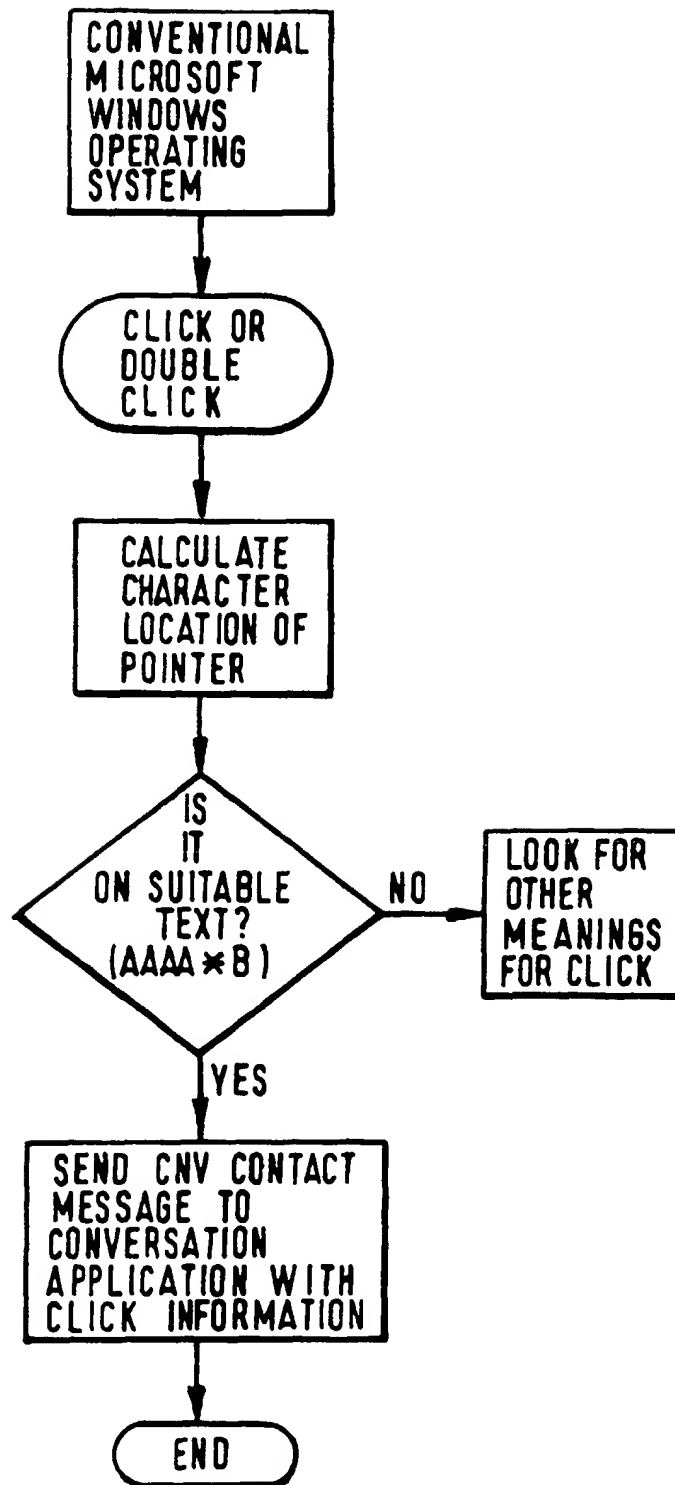 CONVENTIONAL
MICROSOFT
WINDOWS
OPERATING
SYSTEM
CLICK OR
DOUBLE
CLICK
CALCULATE
CHARACTER
LOCATION OF
POINTER
IS
IT
ON SUITABLE
TEXT?
(AAAA*B)
NO
LOOK FOR
OTHER
MEANINGS
FOR CLICK
YES
SEND CNV CONTACT
MESSAGE TO
CONVERSATION
APPLICATION WITH
CLICK INFORMATION
END